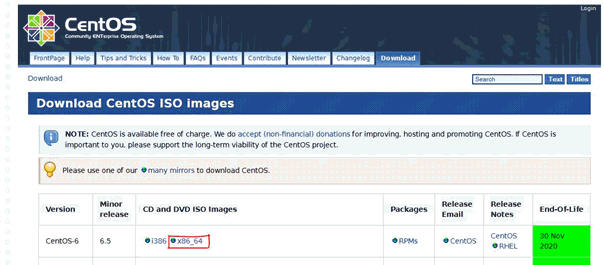 Login
CentOS
Community ENTerprise Operating System
FrontPage Help Tips and Tricks How To FAQs Events Contribute Newsletter Changelog Download
Download Search Text Titles
Download CentOS ISO images
NOTE: CentOS is available free of charge. We do accept (non-financial) donations for improving, hosting and promoting CentOS. If CentOS is
important to you, please support the long-term viability of the CentOS project.
Please use one of our many mirrors to download CentOS.
Version Minor release CD and DVD ISO Images Packages Release Email Release Notes End-Of-Life
CentOS-6 6.5 i386 x86_64 RPMs CentOS CentOS RHEL 30 Nov 2020